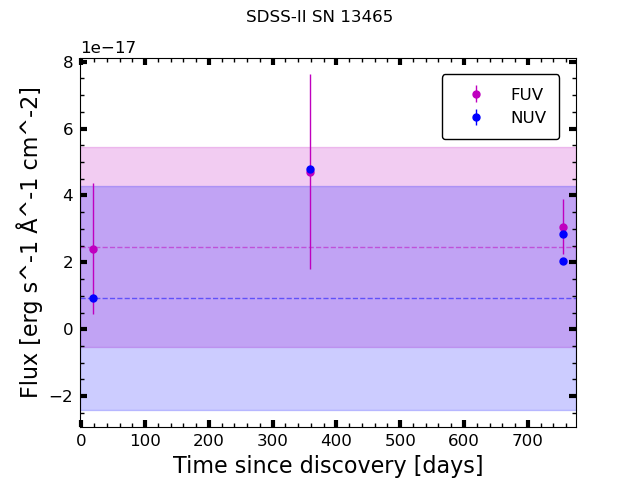 SDSS-II SN 13465
1e−17
8
6
4
2
0
−2
Flux [erg s^-1 Å^-1 cm^-2]
FUV
NUV
0 100 200 300 400 500 600 700
Time since discovery [days]